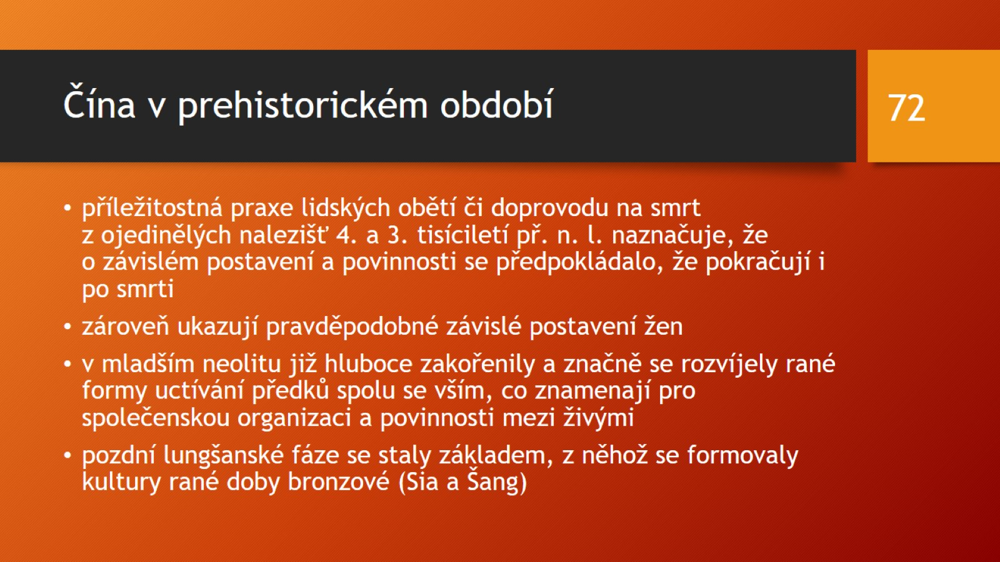 Čína v prehistorickém období
72
• příležitostná praxe lidských obětí či doprovodu na smrt
z ojedinělých nalezišť 4. a 3. tisíciletí př. n. l. naznačuje, že
o závislém postavení a povinnosti se předpokládalo, že pokračují i
po smrti
• zároveň ukazují pravděpodobné závislé postavení žen
• v mladším neolitu již hluboce zakořenily a značně se rozvíjely rané
formy uctívání předků spolu se vším, co znamenají pro
společenskou organizaci a povinnosti mezi živými
• pozdní lungšanské fáze se staly základem, z něhož se formovaly
kultury rané doby bronzové (Sia a Šang)